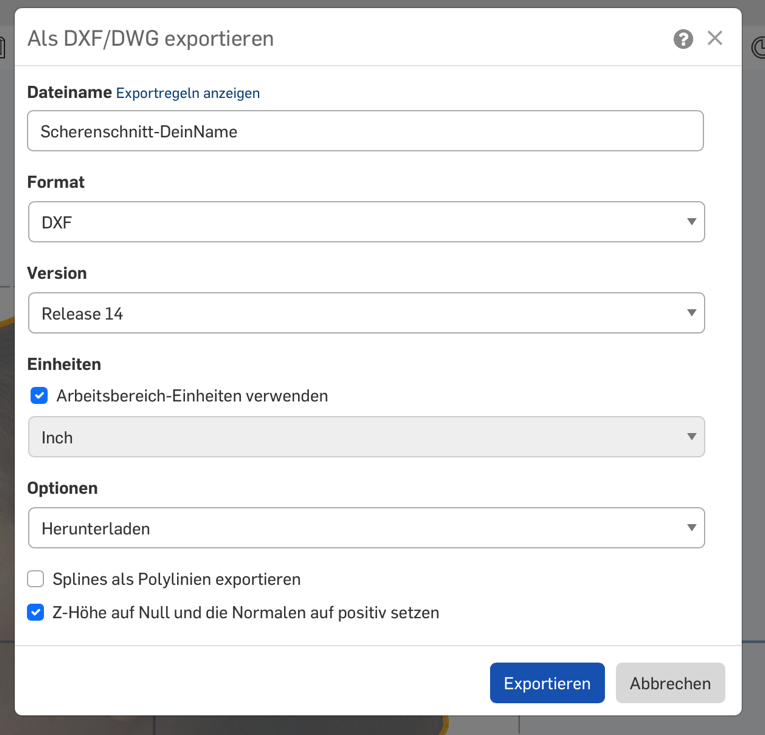 Als DXF/DWG exportieren
Dateiname Exportregeln anzeigen
Scherenschnitt-DeinName
Format
DXF
Version
Release 14
Einheiten
Arbeitsbereich-Einheiten verwenden
Inch
Optionen
Herunterladen
Splines als Polylinien exportieren
Z-Höhe auf Null und die Normalen auf positiv setzen
Exportieren Abbrechen